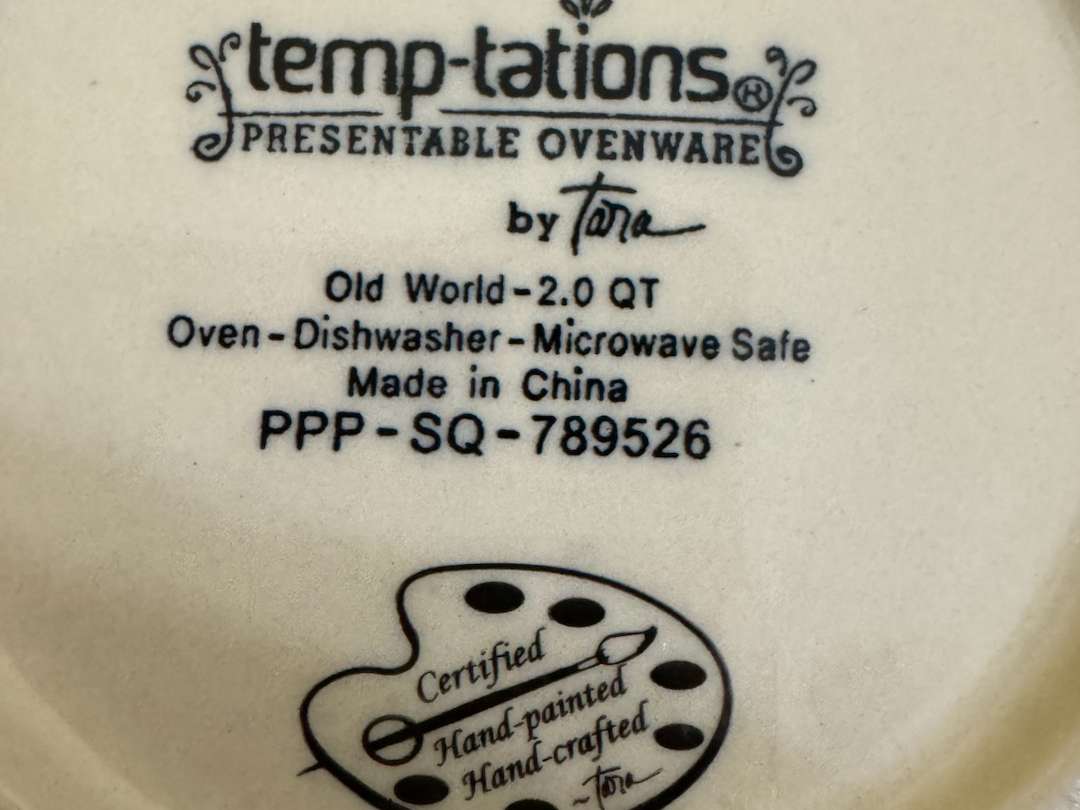 temp-tations®
PRESENTABLE OVENWARE
by Tara
Old World-2.0 QT
Oven-Dishwasher-Microwave Safe
Made in China
PPP-SQ-789526
Certified
Hand-painted
Hand-crafted
~Tara